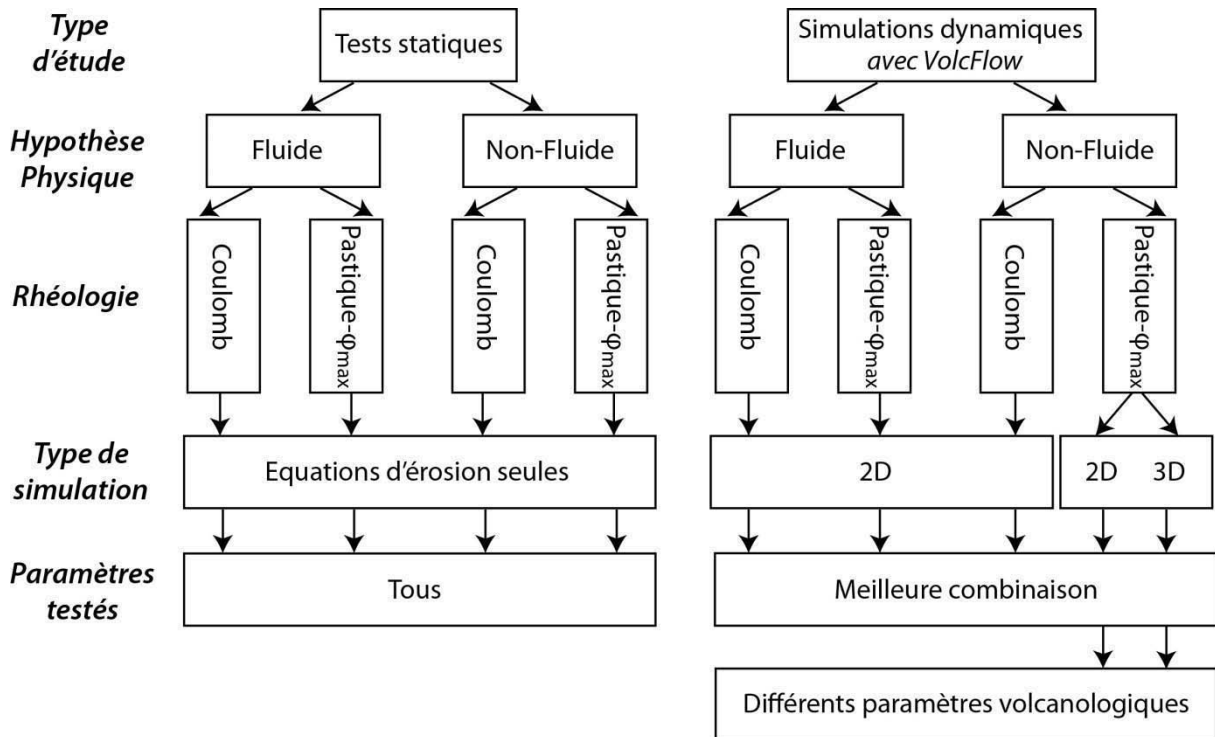 Type
d'étude
Tests statiques
Simulations dynamiques
avec VolcFlow
Hypothèse
Physique
Fluide
Non-Fluide
Fluide
Non-Fluide
Rhéologie
Coulomb
Pastique-φmax
Coulomb
Pastique-φmax
Coulomb
Pastique-φmax
Coulomb
Pastique-φmax
Type de
simulation
Equations d'érosion seules
2D
2D 3D
Paramètres
testés
Tous
Meilleure combinaison
Différents paramètres volcanologiques